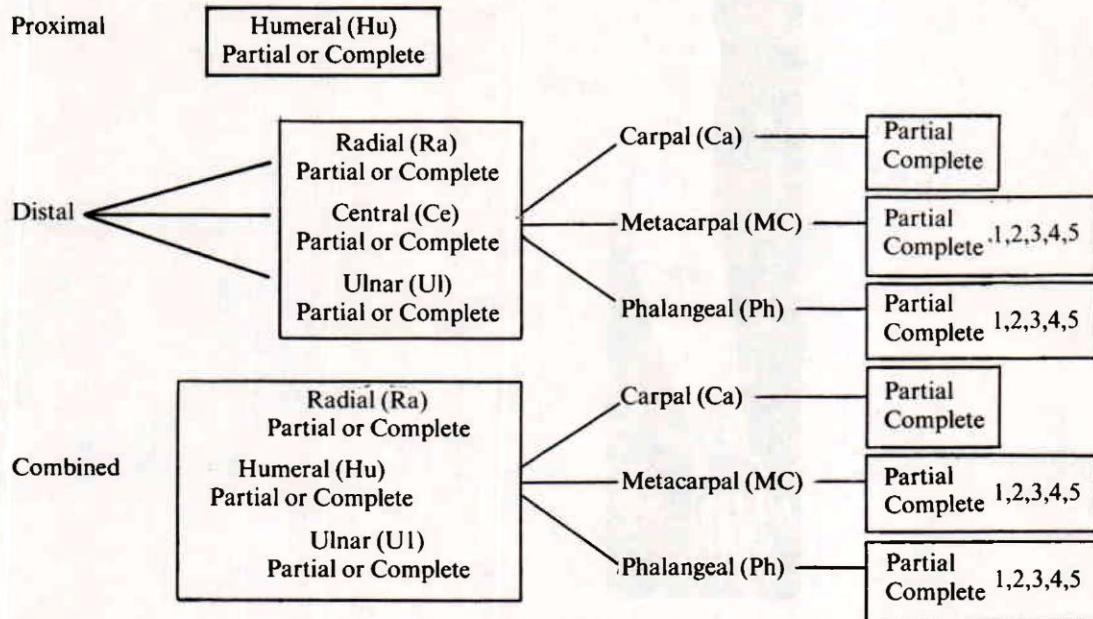 Proximal
Humeral (Hu)
Partial or Complete
Distal
Radial (Ra)
Partial or Complete
Central (Ce)
Partial or Complete
Ulnar (Ul)
Partial or Complete
Carpal (Ca)
Partial
Complete
Metacarpal (MC)
Partial
Complete 1,2,3,4,5
Phalangeal (Ph)
Partial
Complete 1,2,3,4,5
Combined
Radial (Ra)
Partial or Complete
Humeral (Hu)
Partial or Complete
Ulnar (U1)
Partial or Complete
Carpal (Ca)
Partial
Complete
Metacarpal (MC)
Partial
Complete 1,2,3,4,5
Phalangeal (Ph)
Partial
Complete 1,2,3,4,5